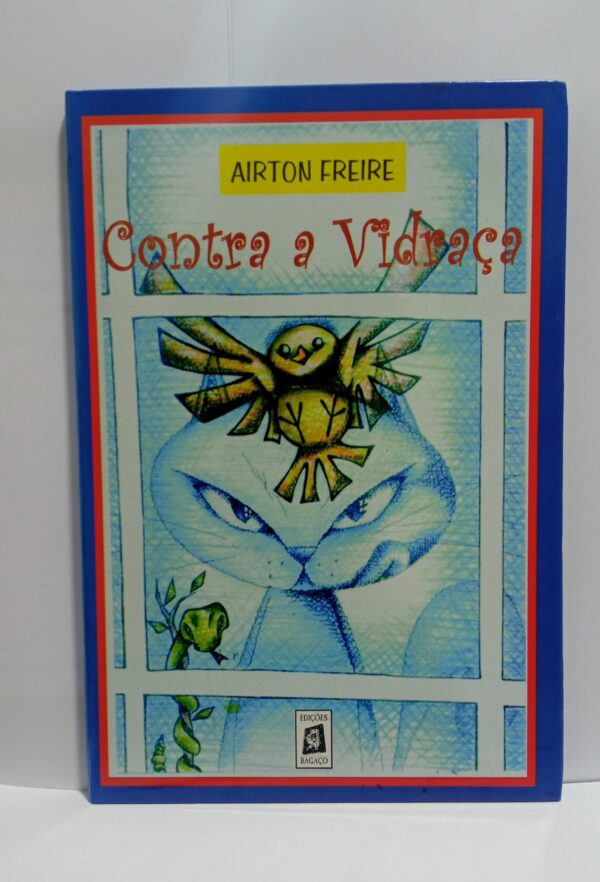 AIRTON FREIRE
Contra a Vidraça
EDIÇÕES
BAGAÇO